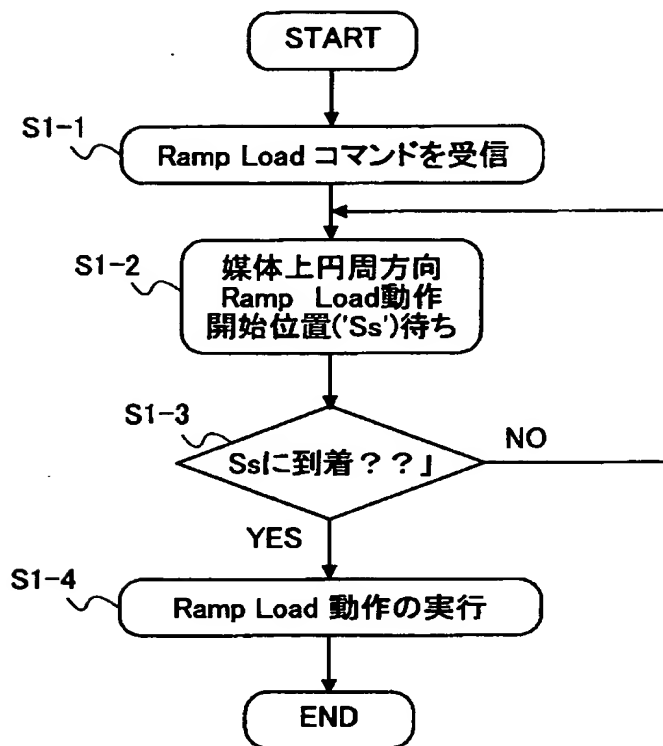 START
S1-1
Ramp Load コマンドを受信
S1-2
媒体上円周方向
Ramp Load動作
開始位置('Ss')待ち
S1-3
Ssに到着??」
NO
YES
S1-4
Ramp Load 動作の実行
END